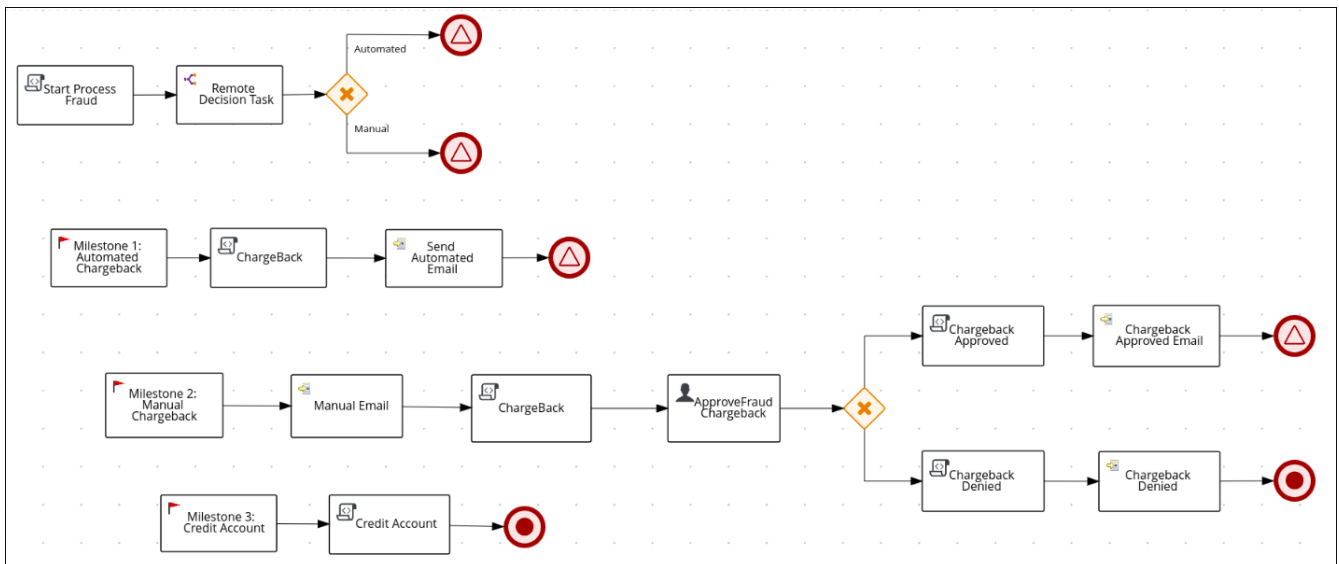 Automated
Start Process
Fraud
Remote
Decision Task
Manual
Milestone 1:
Automated
Chargeback
ChargeBack
Send
Automated
Email
Chargeback
Approved
Chargeback
Approved Email
Milestone 2:
Manual
Chargeback
Manual Email
ChargeBack
ApproveFraud
Chargeback
Chargeback
Denied
Chargeback
Denied
Milestone 3:
Credit Account
Credit Account